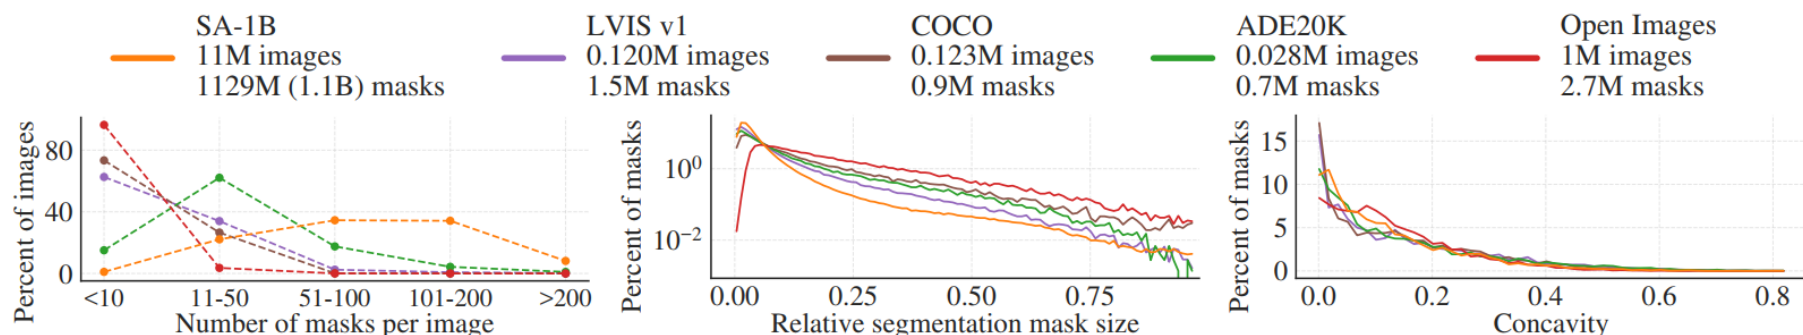 SA-1B
11M images
1129M (1.1B) masks
LVIS v1
0.120M images
1.5M masks
COCO
0.123M images
0.9M masks
ADE20K
0.028M images
0.7M masks
Open Images
1M images
2.7M masks
Percent of images
80
40
0
<10 11-50 51-100 101-200 >200
Number of masks per image
Percent of masks
10⁰
10⁻²
0.00 0.25 0.50 0.75
Relative segmentation mask size
Percent of masks
15
10
5
0
0.0 0.2 0.4 0.6 0.8
Concavity